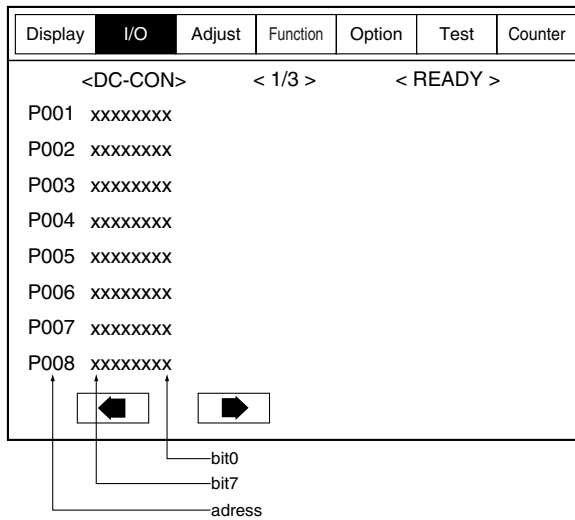 Display I/O Adjust Function Option Test Counter
<DC-CON> < 1/3 > < READY >
P001 xxxxxxxx
P002 xxxxxxxx
P003 xxxxxxxx
P004 xxxxxxxx
P005 xxxxxxxx
P006 xxxxxxxx
P007 xxxxxxxx
P008 xxxxxxxx
bit0
bit7
adress